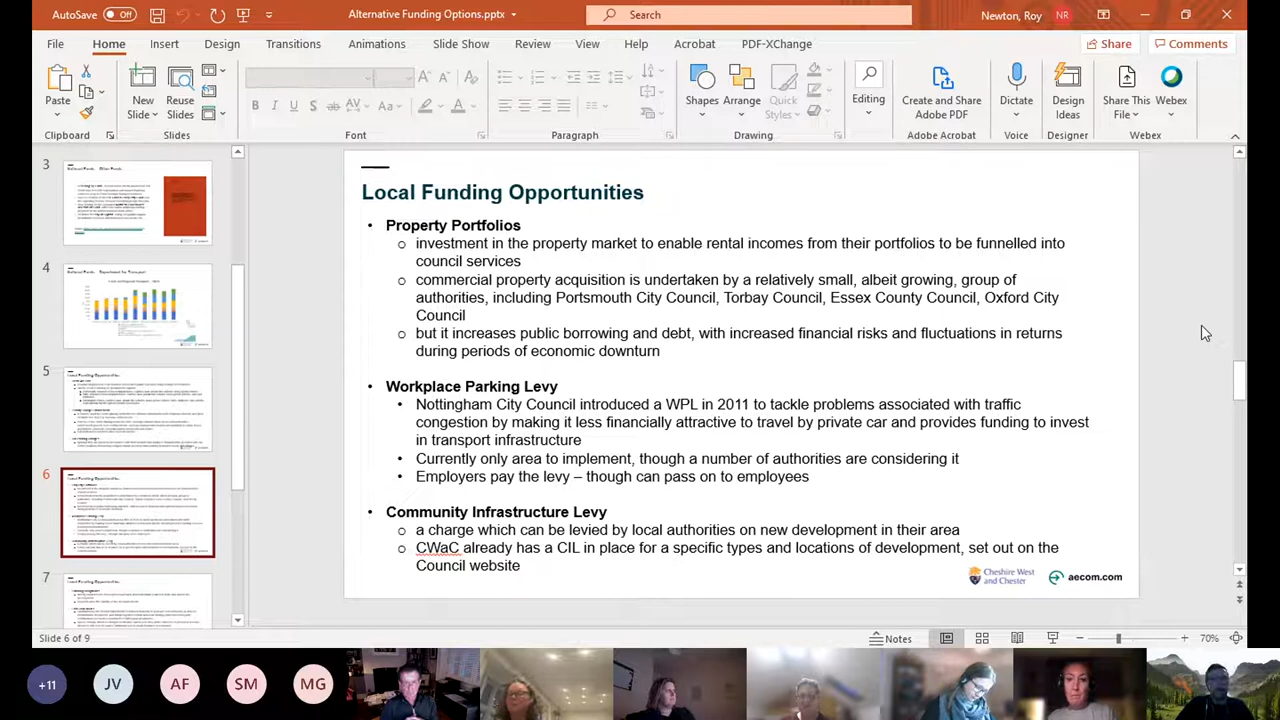 AutoSave Off Alternative Funding Options.pptx Search Newton, Roy NR
File Home Insert Design Transitions Animations Slide Show Review View Help Acrobat PDF-XChange Share Comments
Paste New Slide Reuse Slides Shapes Arrange Quick Styles Editing Create and Share Adobe PDF Dictate Design Ideas Share This File Webex
Clipboard Slides Font Paragraph Drawing Adobe Acrobat Voice Designer Webex
3
4
5
6
7
Local Funding Opportunities
• Property Portfolios
o investment in the property market to enable rental incomes from their portfolios to be funnelled into
council services
o commercial property acquisition is undertaken by a relatively small, albeit growing group of
authorities, including Portsmouth City Council, Torbay Council, Essex County Council, Oxford City
Council
o but it increases public borrowing and debt, with increased financial risks and fluctuations in returns
during periods of economic downturn
• Workplace Parking Levy
• Nottingham City Council introduced a WPL in 2011 to tackle problems associated with traffic
congestion by making it less financially attractive to travel by private car and provides funding to invest
in transport infrastructure
• Currently only area to implement, though a number of authorities are considering it
• Employers pay the levy – though can pass on to employees
• Community Infrastructure Levy
o a charge which can be levied by local authorities on new development in their area
o CWaC already has a CIL in place for a specific types and locations of development, set out on the
Council website
Cheshire West
and Chester
aecom.com
Slide 6 of 9 Notes 70%
+11 JV AF SM MG